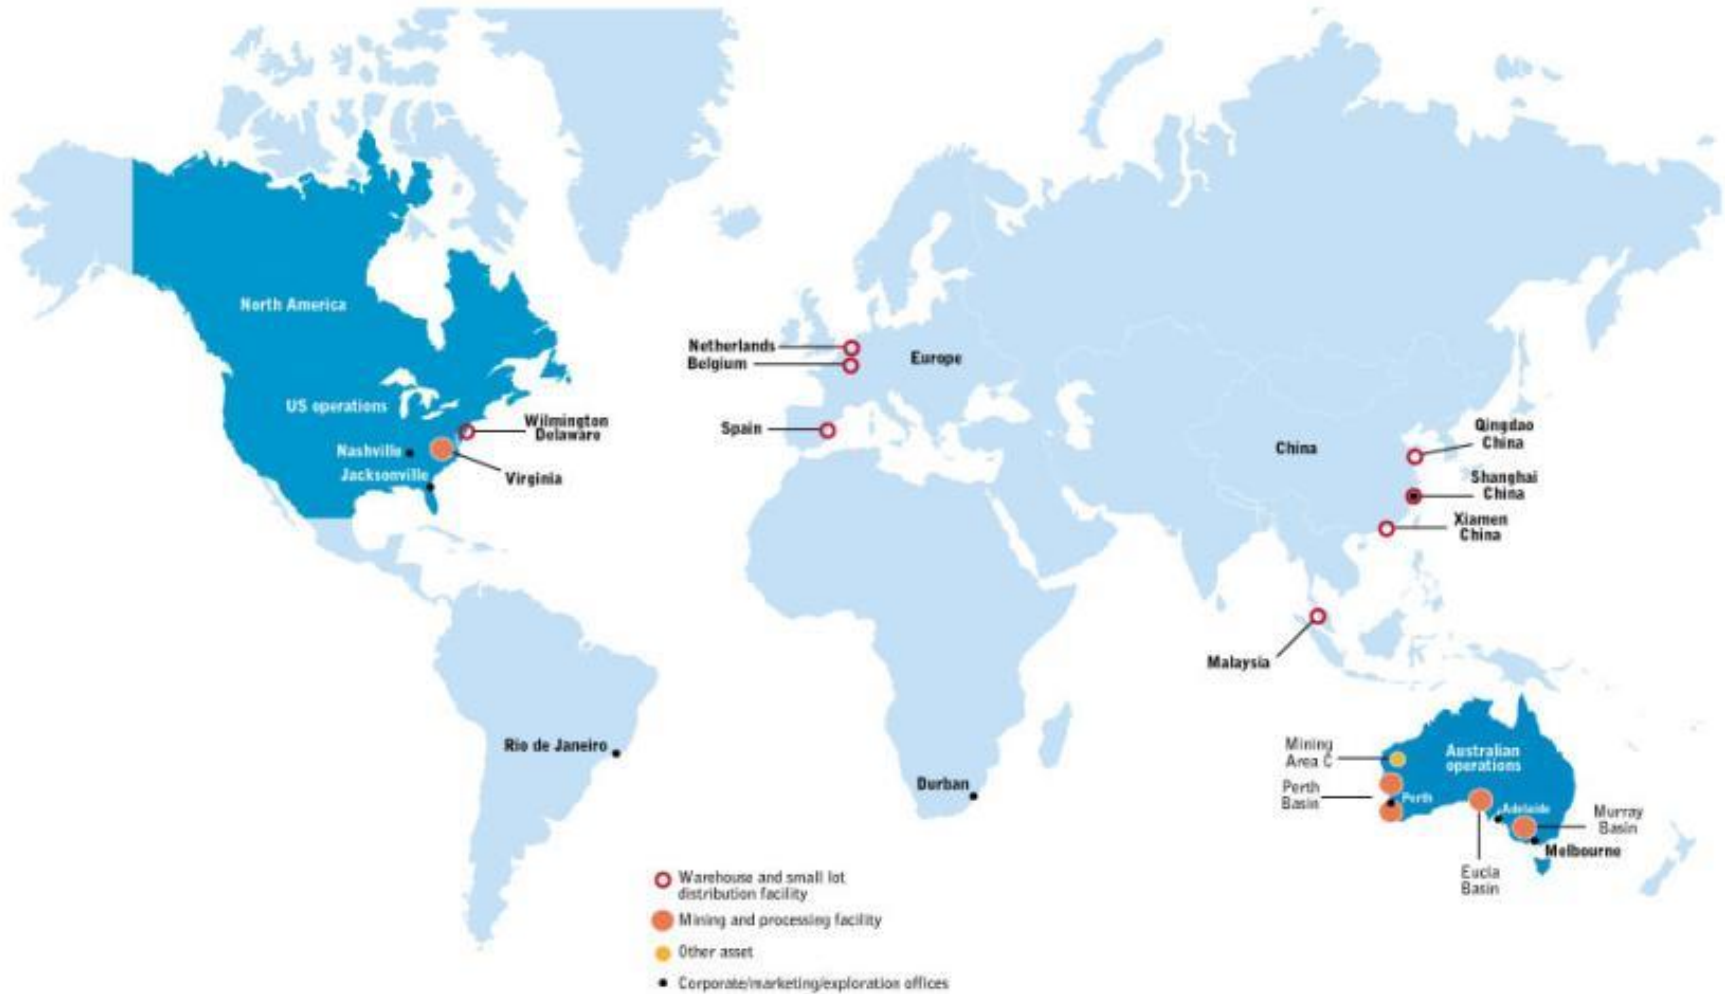 North America
US operations
Nashville
Jacksonville
Wilmington
Delaware
Virginia
Netherlands
Belgium
Spain
Europe
China
Qingdao
China
Shanghai
China
Xiamen
China
Malaysia
Rio de Janeiro
Durban
Mining
Area C
Perth
Basin
Perth
Australian
operations
Adelaide
Murray
Basin
Melbourne
Eucla
Basin
Warehouse and small lot
distribution facility
Mining and processing facility
Other asset
Corporate/marketing/exploration offices